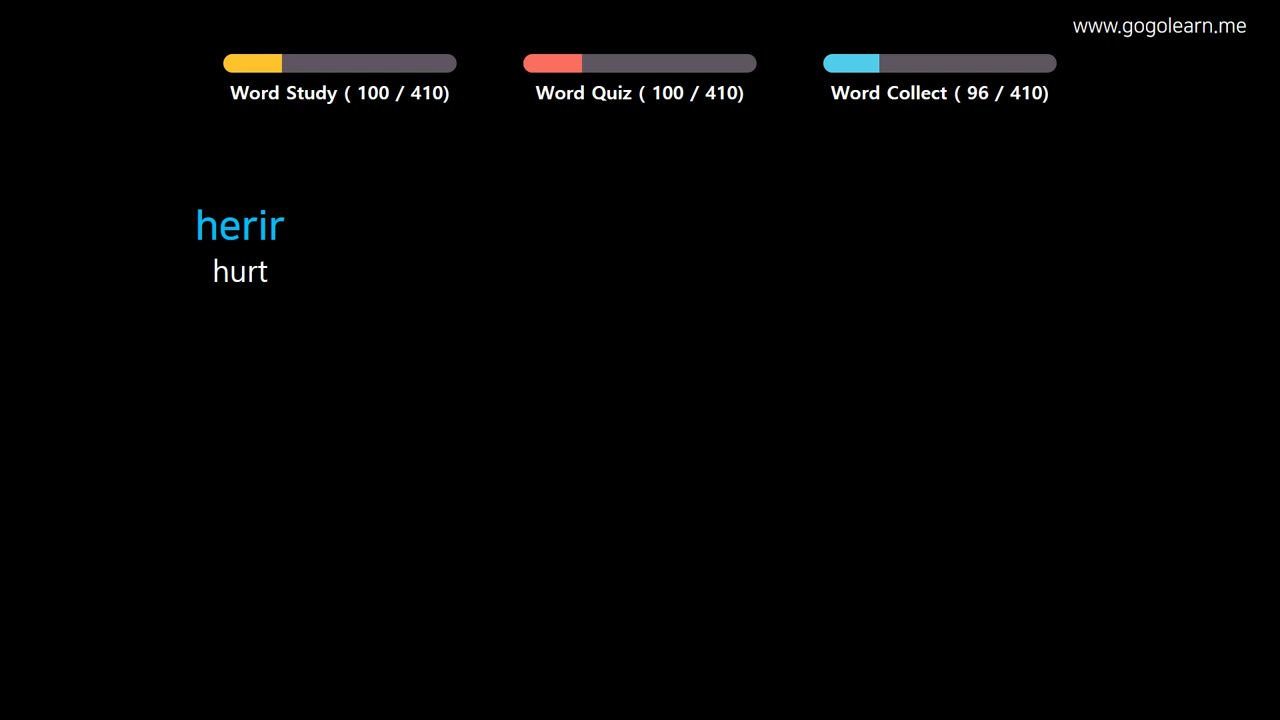 www.gogolearn.me
Word Study ( 100 / 410)
Word Quiz ( 100 / 410)
Word Collect ( 96 / 410)
herir
hurt